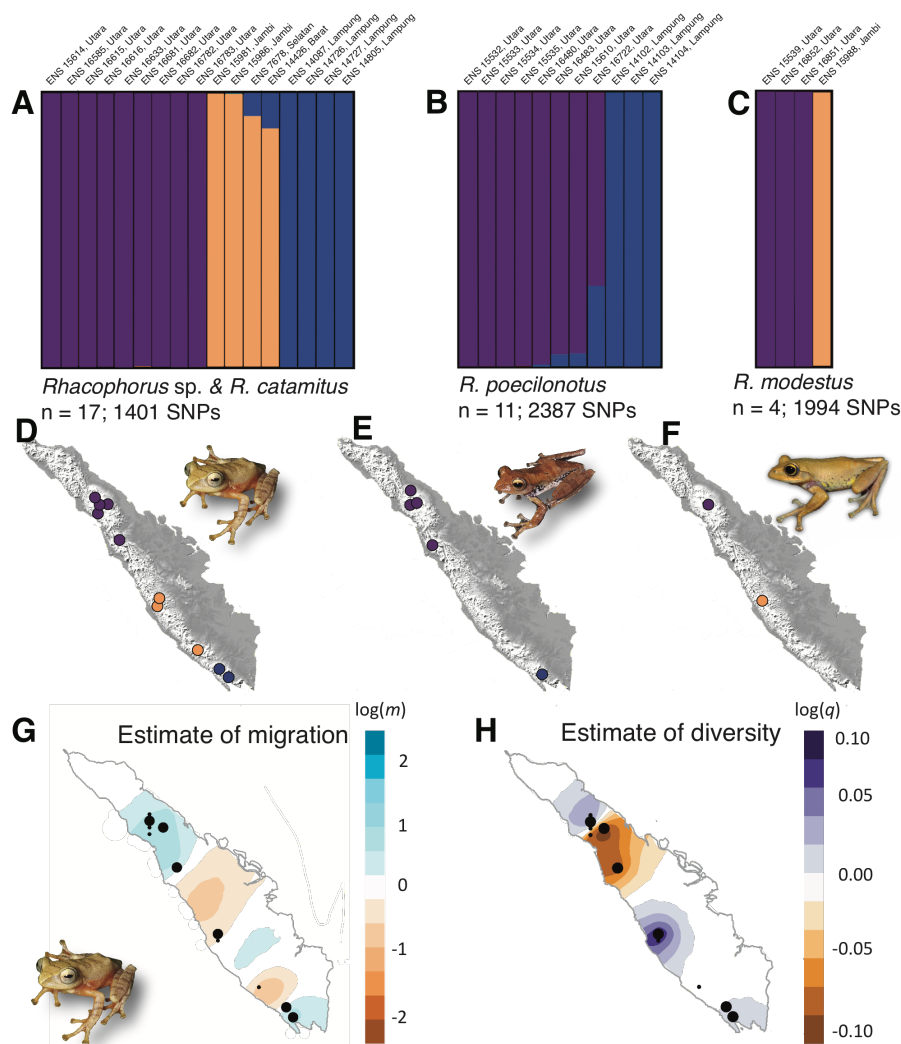 ENS 15614, Utara
ENS 16585, Utara
ENS 16615, Utara
ENS 16616, Utara
ENS 16633, Utara
ENS 16681, Utara
ENS 16682, Utara
ENS 16782, Utara
ENS 16783, Utara
ENS 15981, Jambi
ENS 15986, Jambi
ENS 7678, Selatan
ENS 14426, Barat
ENS 14087, Lampung
ENS 14726, Lampung
ENS 14727, Lampung
ENS 14805, Lampung
ENS 15532, Utara
ENS 15533, Utara
ENS 15534, Utara
ENS 15535, Utara
ENS 16480, Utara
ENS 16483, Utara
ENS 15610, Utara
ENS 16722, Utara
ENS 14102, Lampung
ENS 14103, Lampung
ENS 14104, Lampung
ENS 15539, Utara
ENS 16852, Utara
ENS 16851, Utara
ENS 15988, Jambi
A
B
C
Rhacophorus sp. & R. catamitus
n = 17; 1401 SNPs
R. poecilonotus
n = 11; 2387 SNPs
R. modestus
n = 4; 1994 SNPs
D
E
F
G
Estimate of migration
log(m)
2
1
0
-1
-2
H
Estimate of diversity
log(q)
0.10
0.05
0.00
-0.05
-0.10